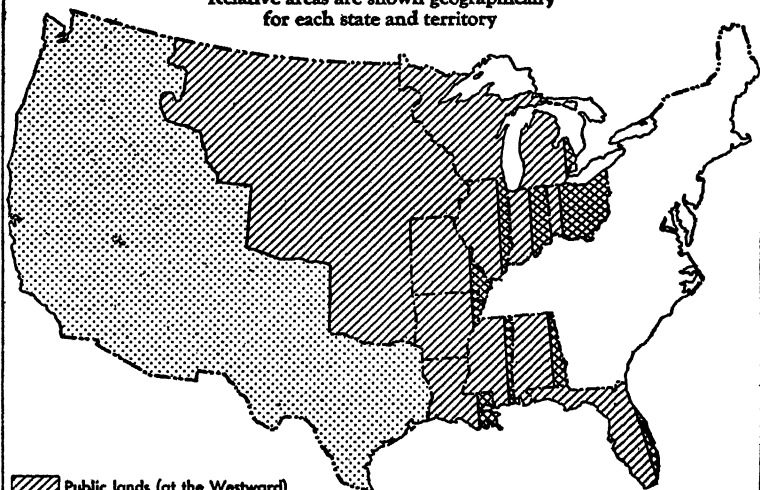 Relative areas are shown geographically
for each state and territory
Public lands (at the Westward)